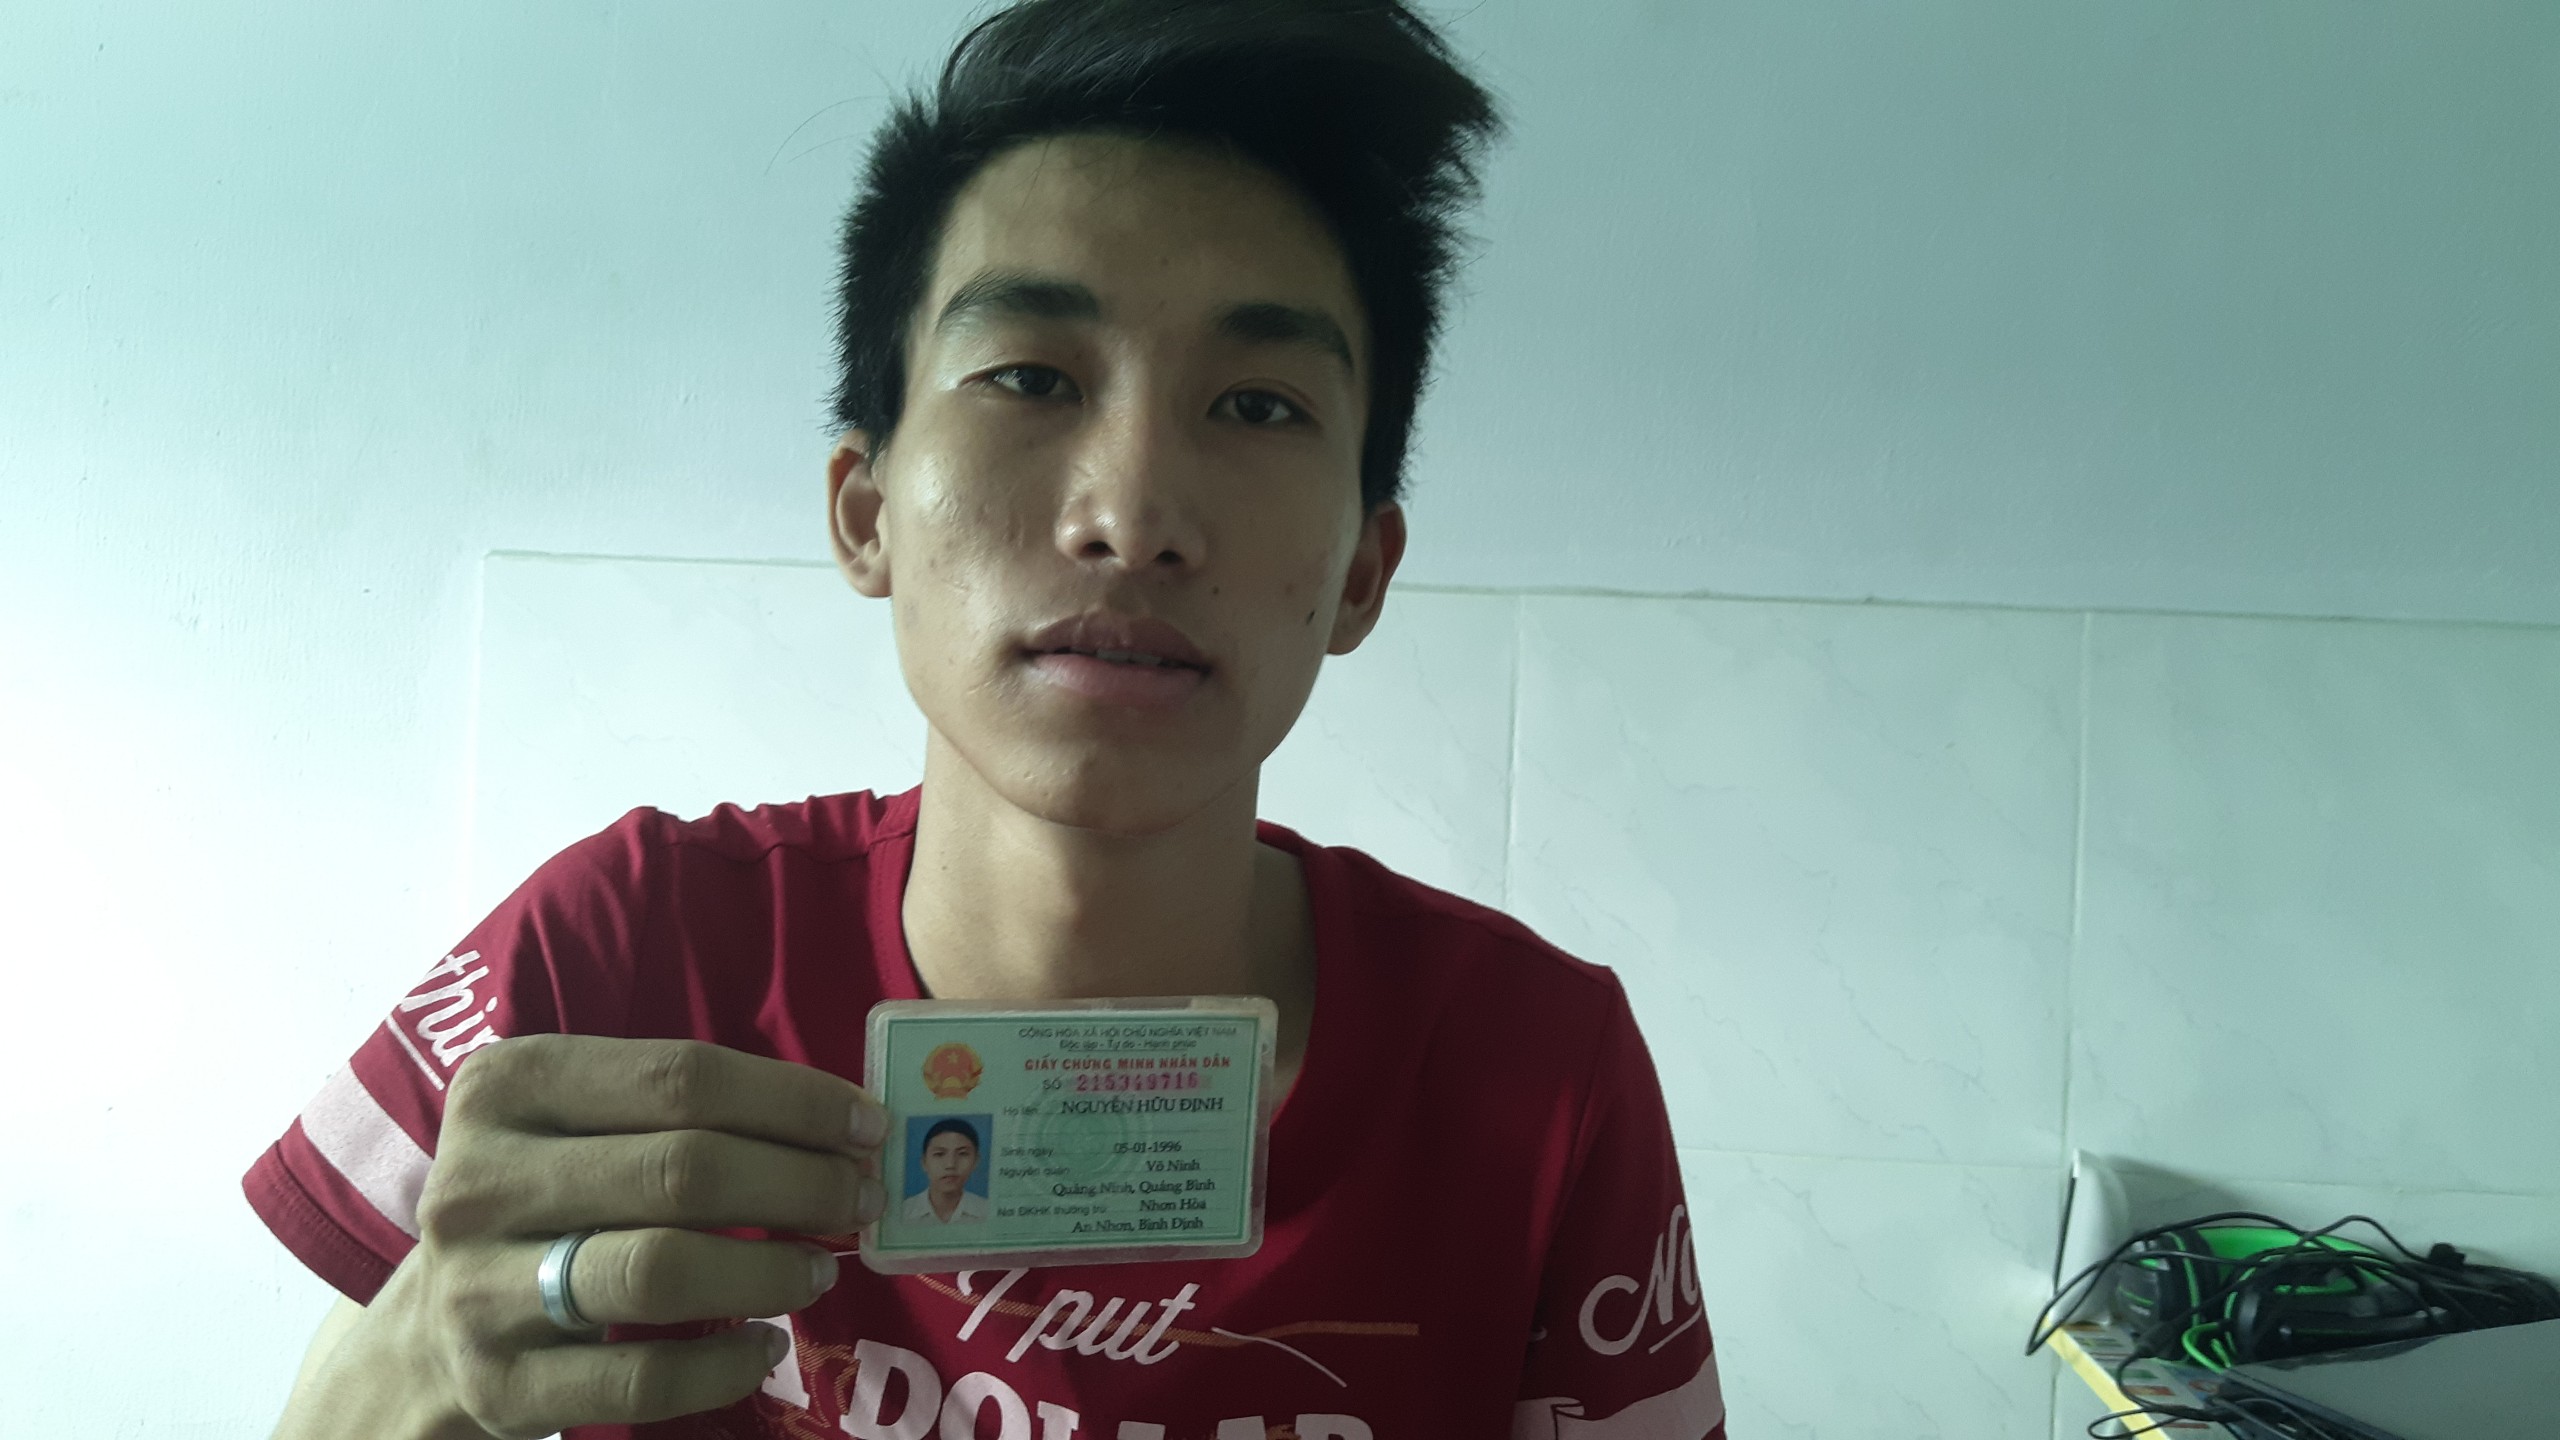 CỘNG HÒA XÃ HỘI CHỦ NGHĨA VIỆT NAM
Độc lập - Tự do - Hạnh phúc
GIẤY CHỨNG MINH NHÂN DÂN
SỐ 215349716
Họ tên NGUYỄN HỮU ĐỊNH
Sinh ngày 05-01-1996
Nguyên quán Võ Ninh
Quảng Ninh, Quảng Bình
Nơi ĐKHK thường trú Nhơn Hòa
An Nhơn, Bình Định
I put
A DOLLAR